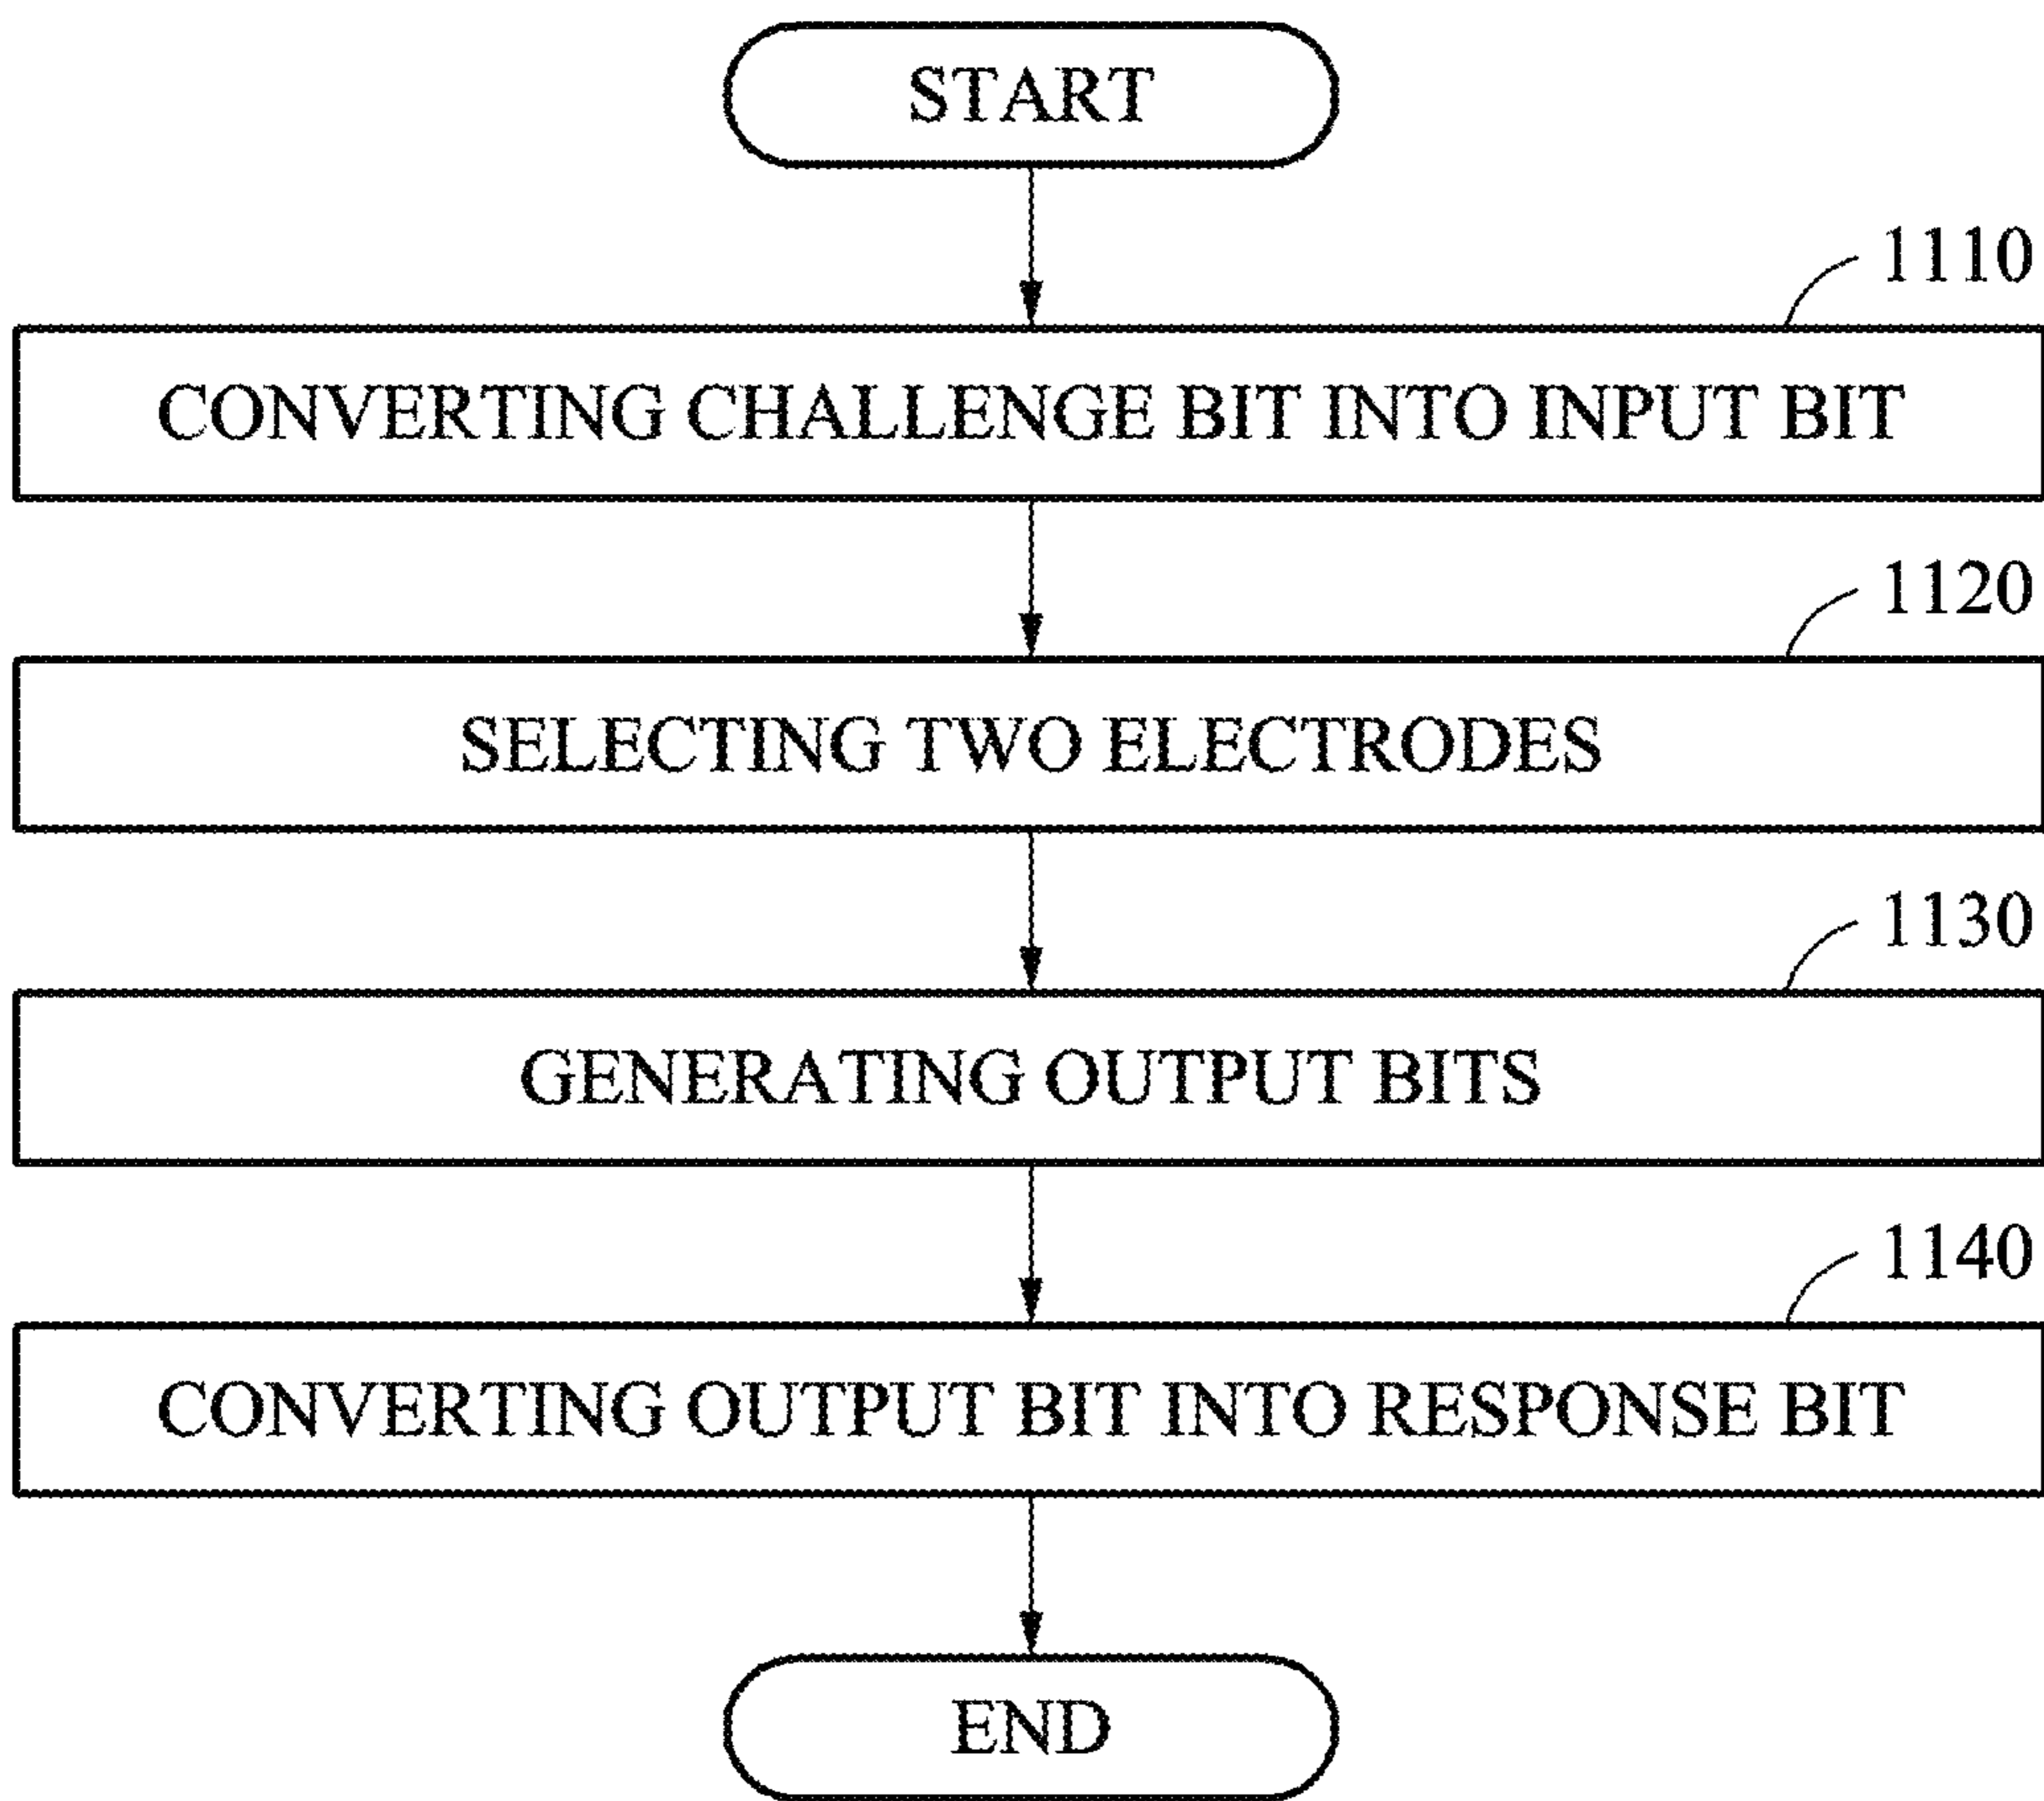 START
1110
CONVERTING CHALLENGE BIT INTO INPUT BIT
1120
SELECTING TWO ELECTRODES
1130
GENERATING OUTPUT BITS
1140
CONVERTING OUTPUT BIT INTO RESPONSE BIT
END